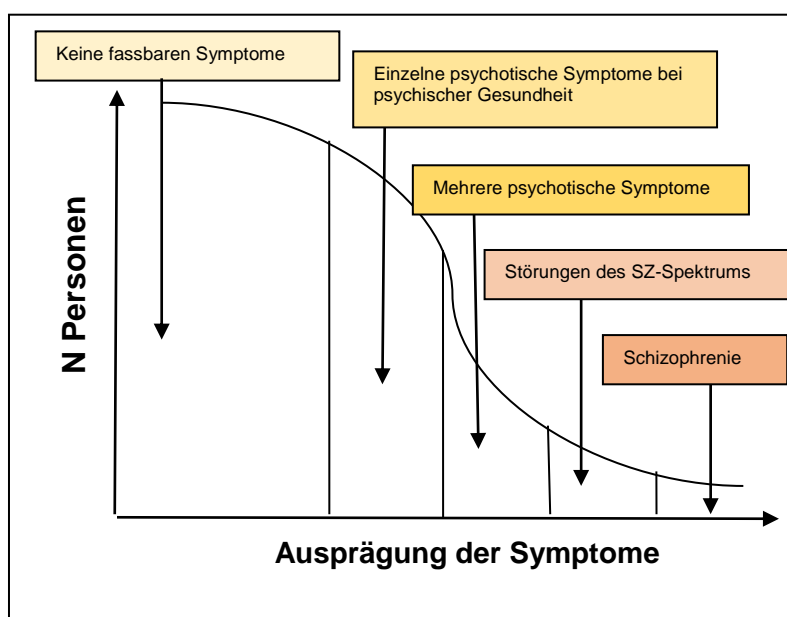 Keine fassbaren Symptome
Einzelne psychotische Symptome bei
psychischer Gesundheit
Mehrere psychotische Symptome
Störungen des SZ-Spektrums
Schizophrenie
N Personen
Ausprägung der Symptome